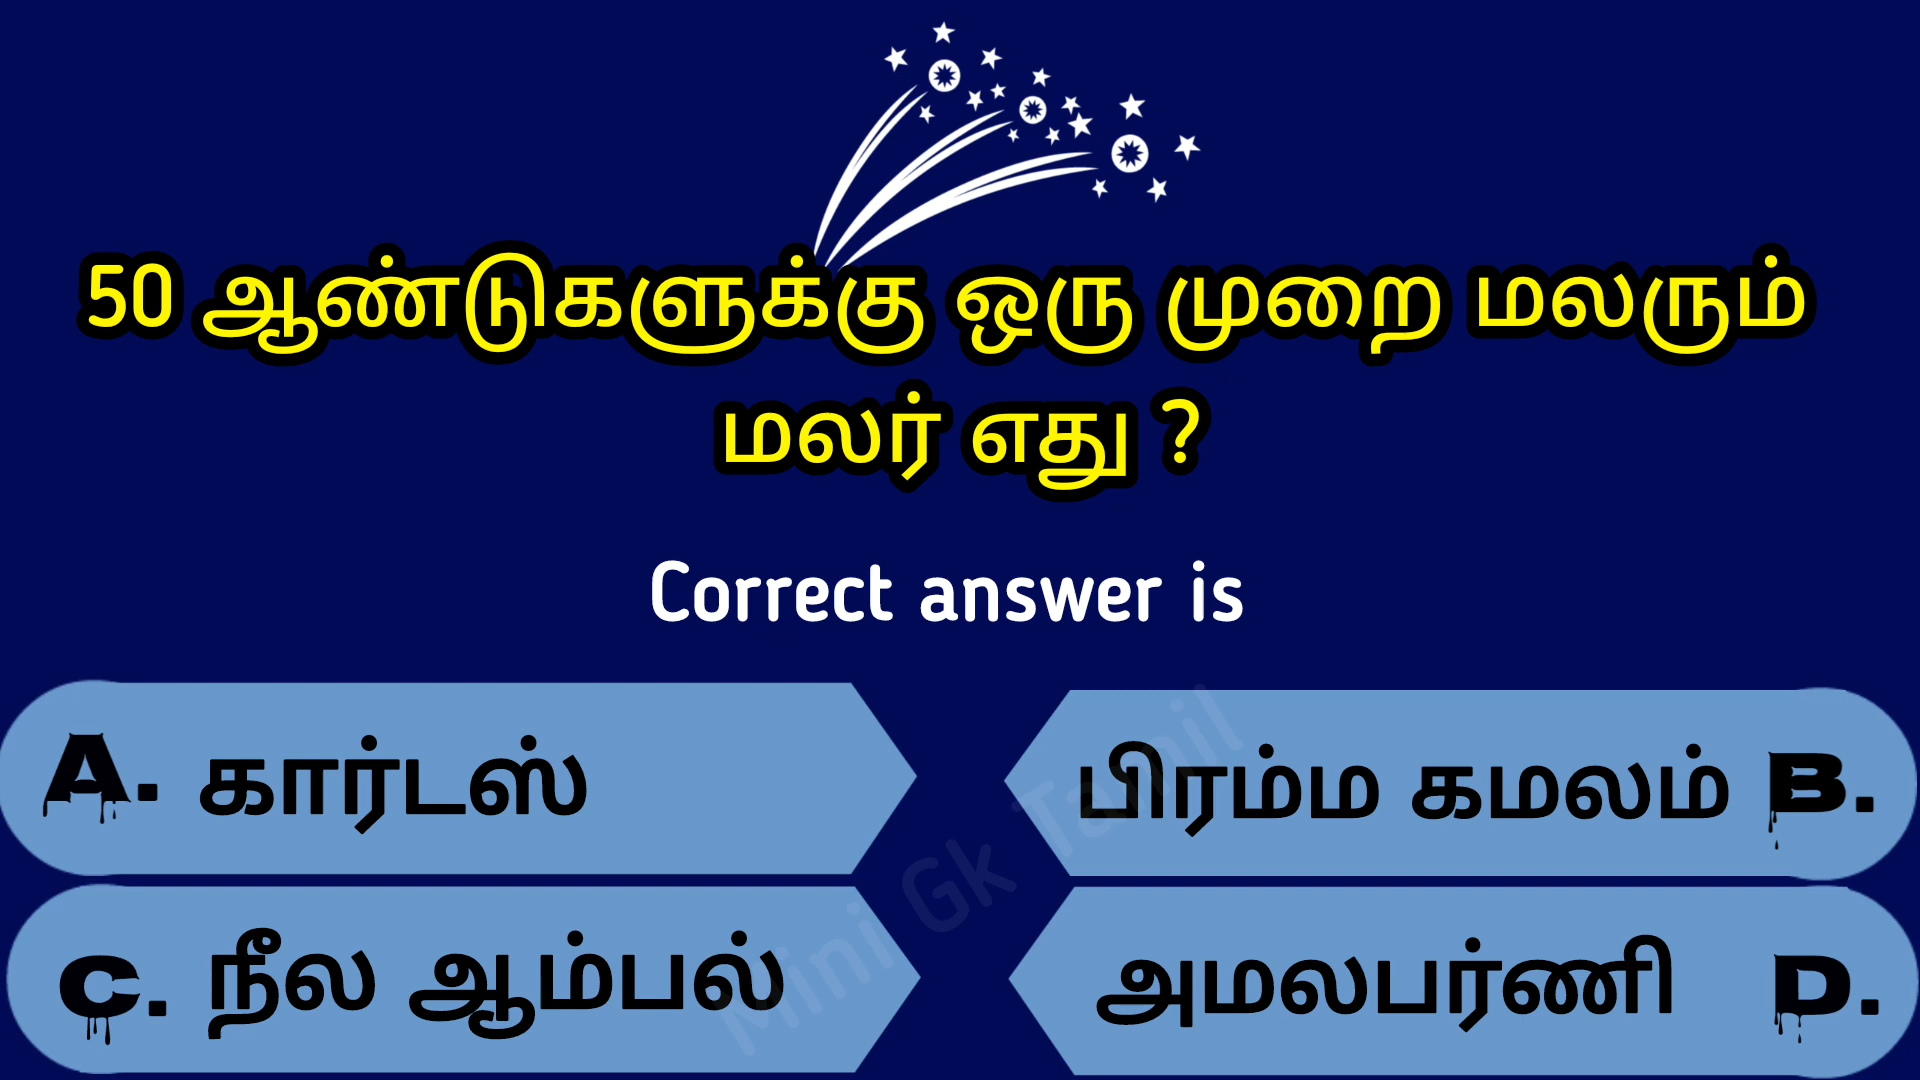 50 ஆண்டுகளுக்கு ஒரு முறை மலரும்
மலர் எது ?
Correct answer is
A. கார்டஸ்
பிரம்ம கமலம் B.
C. நீல ஆம்பல்
அமலபர்ணி D.
Mini Gk Tamil